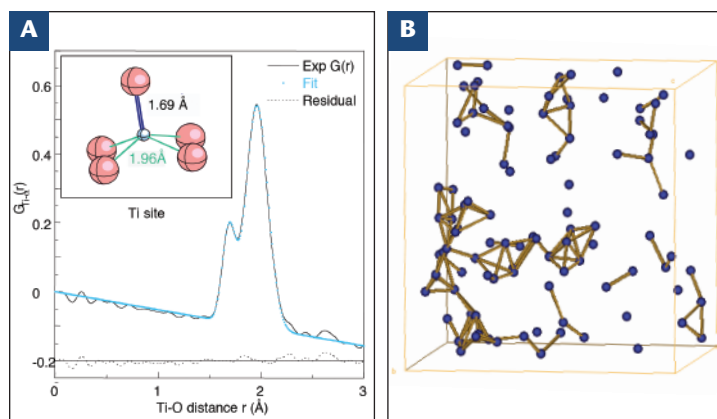 A
B
0.6
0.4
0.2
0
-0.2
G Ti-n (r)
Exp G(r)
Fit
Residual
1.69 Å
1.96Å
Ti site
0
1
2
3
Ti-O distance r (Å)